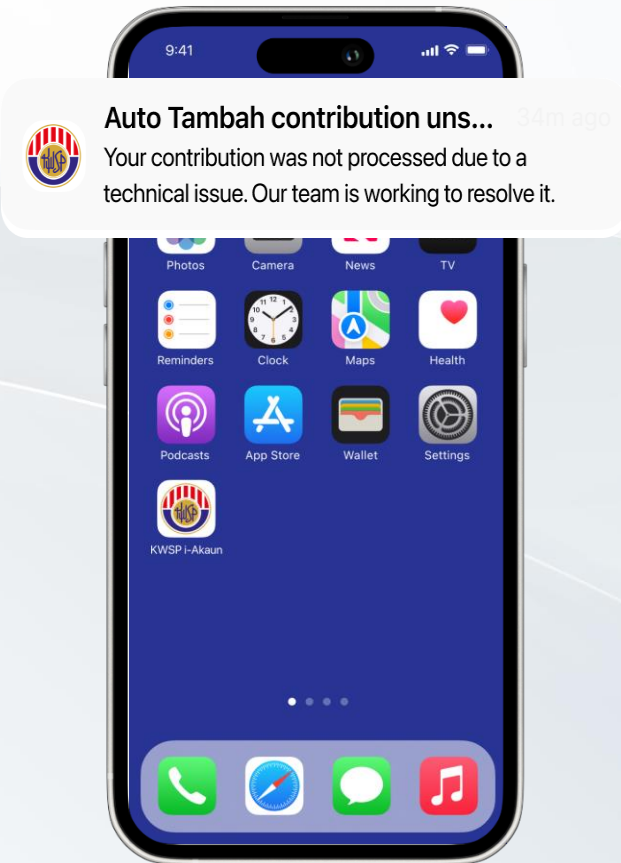 9:41
Auto Tambah contribution uns... 34m ago
Your contribution was not processed due to a
technical issue. Our team is working to resolve it.
KWSP
Photos Camera News TV
Reminders Clock Maps Health
Podcasts App Store Wallet Settings
KWSP
KWSP i-Akaun